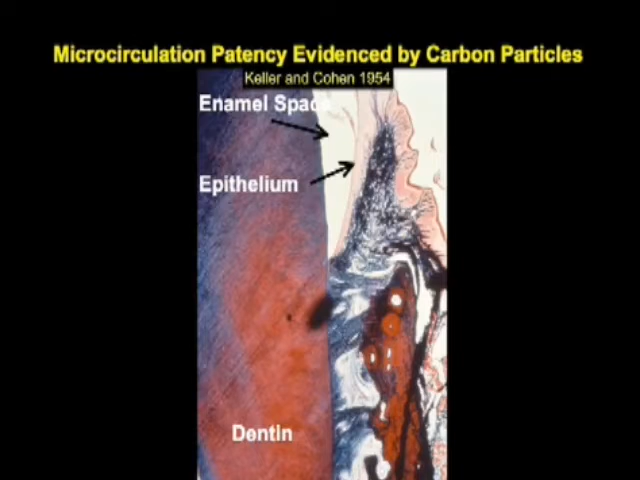 Microcirculation Patency Evidenced by Carbon Particles
Keller and Cohen 1954
Enamel Space
Epithelium
Dentin